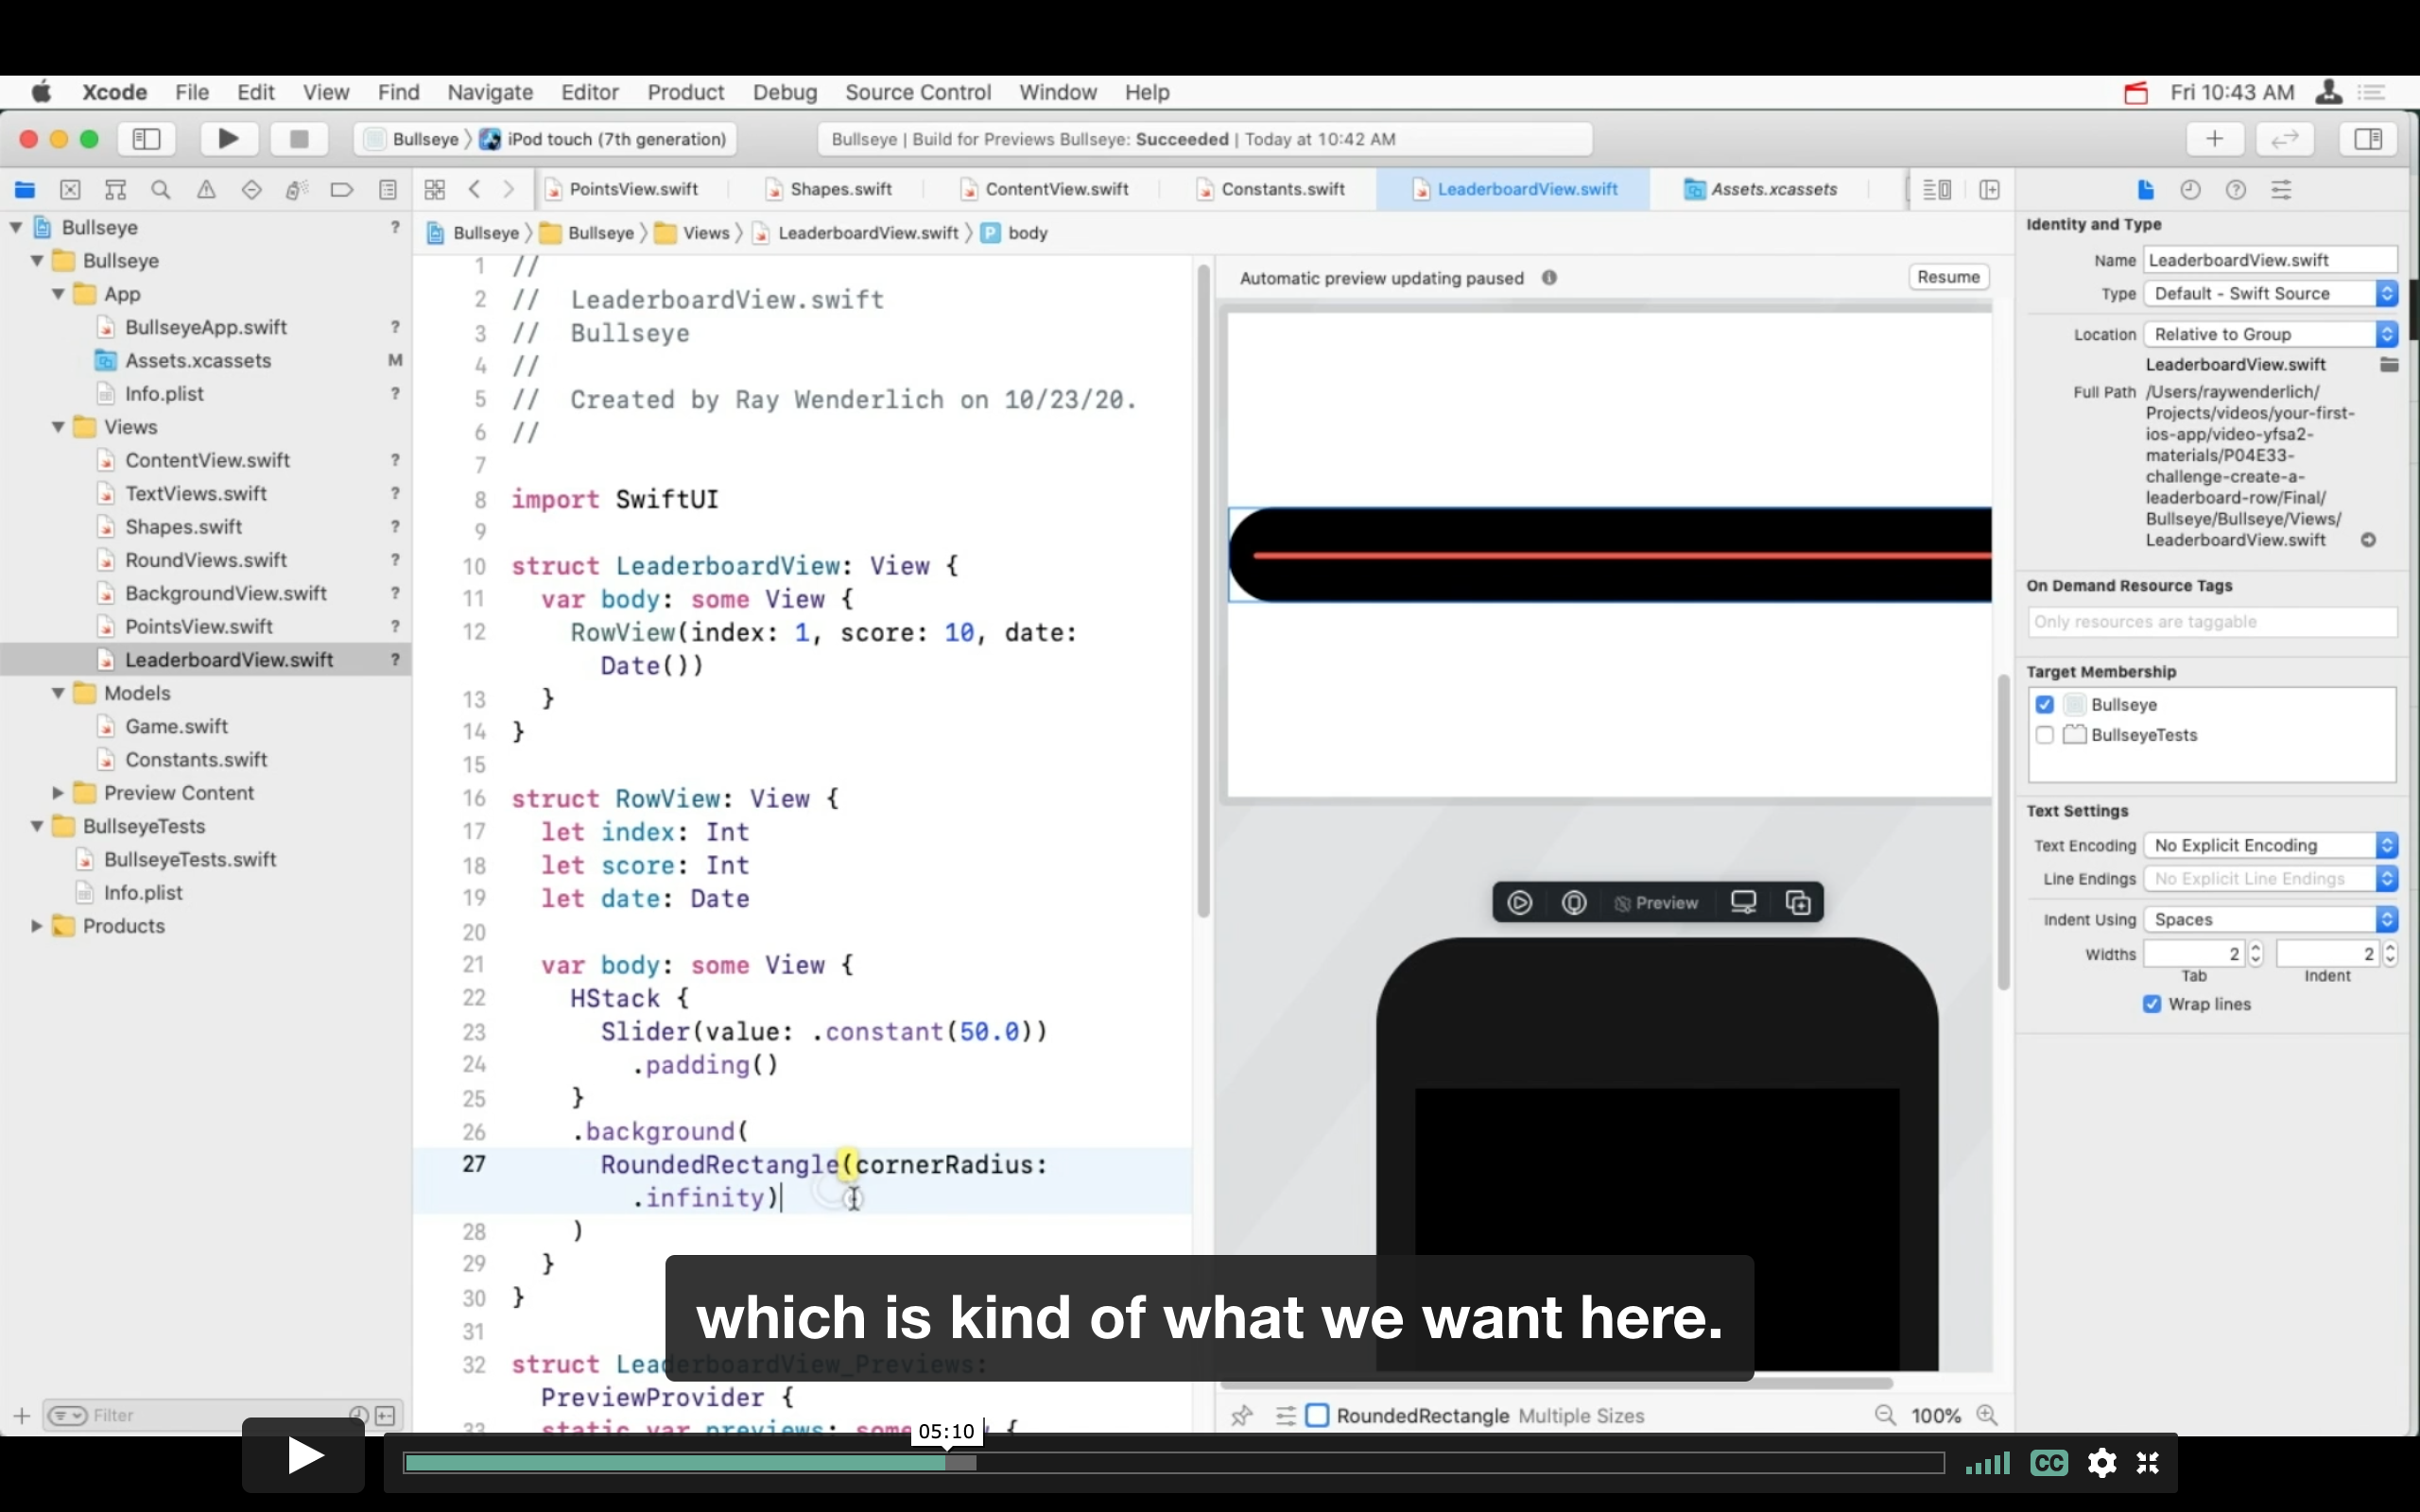 Xcode File Edit View Find Navigate Editor Product Debug Source Control Window Help
Fri 10:43 AM
Bullseye iPod touch (7th generation)
Bullseye | Build for Previews Bullseye: Succeeded | Today at 10:42 AM
PointsView.swift Shapes.swift ContentView.swift Constants.swift LeaderboardView.swift Assets.xcassets
Bullseye Bullseye Views LeaderboardView.swift P body
Bullseye ?
Bullseye
App
BullseyeApp.swift ?
Assets.xcassets M
Info.plist ?
Views
ContentView.swift ?
TextViews.swift ?
Shapes.swift ?
RoundViews.swift ?
BackgroundView.swift ?
PointsView.swift ?
LeaderboardView.swift ?
Models
Game.swift
Constants.swift
Preview Content
BullseyeTests
BullseyeTests.swift
Info.plist
Products
Filter
1 //
2 // LeaderboardView.swift
3 // Bullseye
4 //
5 // Created by Ray Wenderlich on 10/23/20.
6 //
7
8 import SwiftUI
9
10 struct LeaderboardView: View {
11 var body: some View {
12 RowView(index: 1, score: 10, date:
Date())
13 }
14 }
15
16 struct RowView: View {
17 let index: Int
18 let score: Int
19 let date: Date
20
21 var body: some View {
22 HStack {
23 Slider(value: .constant(50.0))
24 .padding()
25 }
26 .background(
27 RoundedRectangle(cornerRadius:
.infinity)
28 )
29 }
30 }
31
32 struct LeaderboardView_Previews:
PreviewProvider {
33 static var previews: some View {
Automatic preview updating paused
Resume
Preview
RoundedRectangle Multiple Sizes
100%
Identity and Type
Name LeaderboardView.swift
Type Default - Swift Source
Location Relative to Group
LeaderboardView.swift
Full Path /Users/raywenderlich/
Projects/videos/your-first-
ios-app/video-yfsa2-
materials/P04E33-
challenge-create-a-
leaderboard-row/Final/
Bullseye/Bullseye/Views/
LeaderboardView.swift
On Demand Resource Tags
Only resources are taggable
Target Membership
Bullseye
BullseyeTests
Text Settings
Text Encoding No Explicit Encoding
Line Endings No Explicit Line Endings
Indent Using Spaces
Widths 2 2
Tab Indent
Wrap lines
which is kind of what we want here.
05:10
CC